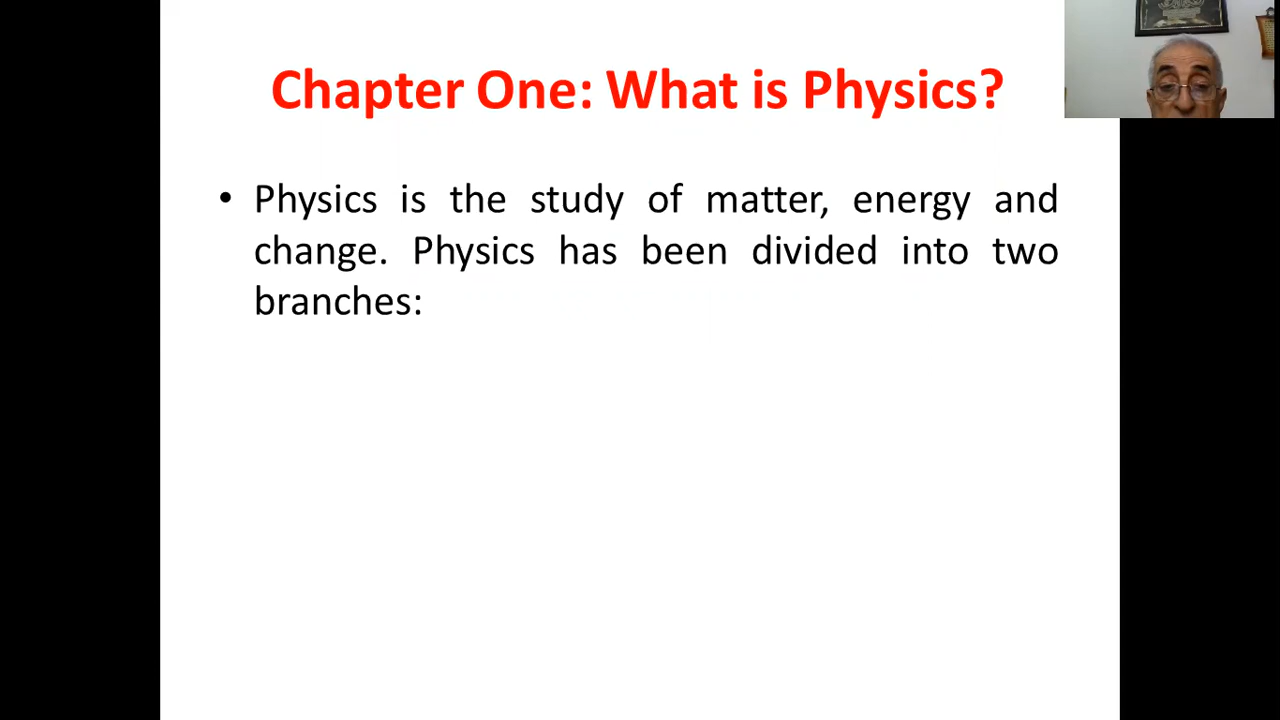 Chapter One: What is Physics?
• Physics is the study of matter, energy and
change. Physics has been divided into two
branches: